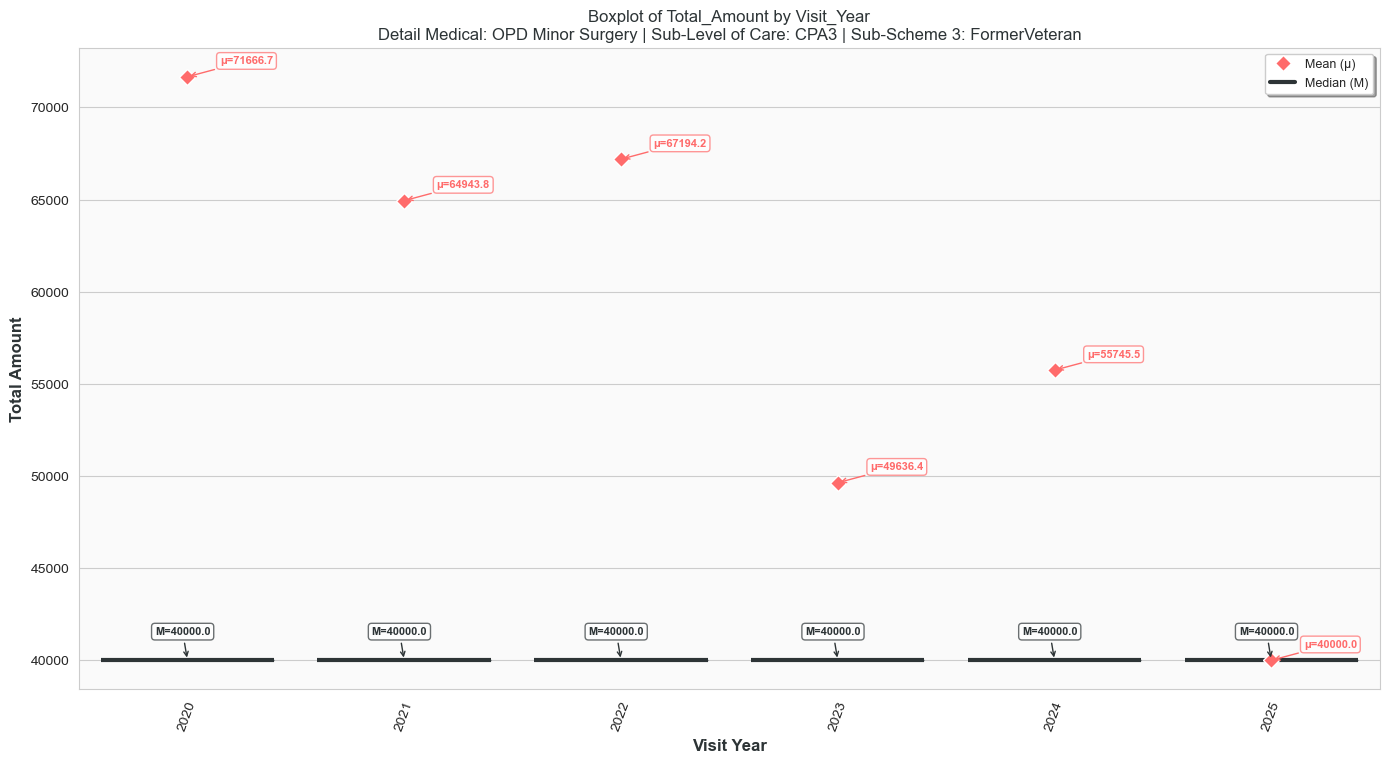 Boxplot of Total_Amount by Visit_Year
Detail Medical: OPD Minor Surgery | Sub-Level of Care: CPA3 | Sub-Scheme 3: FormerVeteran
Mean (μ)
Median (M)
Total Amount
70000
65000
60000
55000
50000
45000
40000
μ=71666.7
μ=64943.8
μ=67194.2
μ=49636.4
μ=55745.5
μ=40000.0
M=40000.0
M=40000.0
M=40000.0
M=40000.0
M=40000.0
M=40000.0
2020
2021
2022
2023
2024
2025
Visit Year